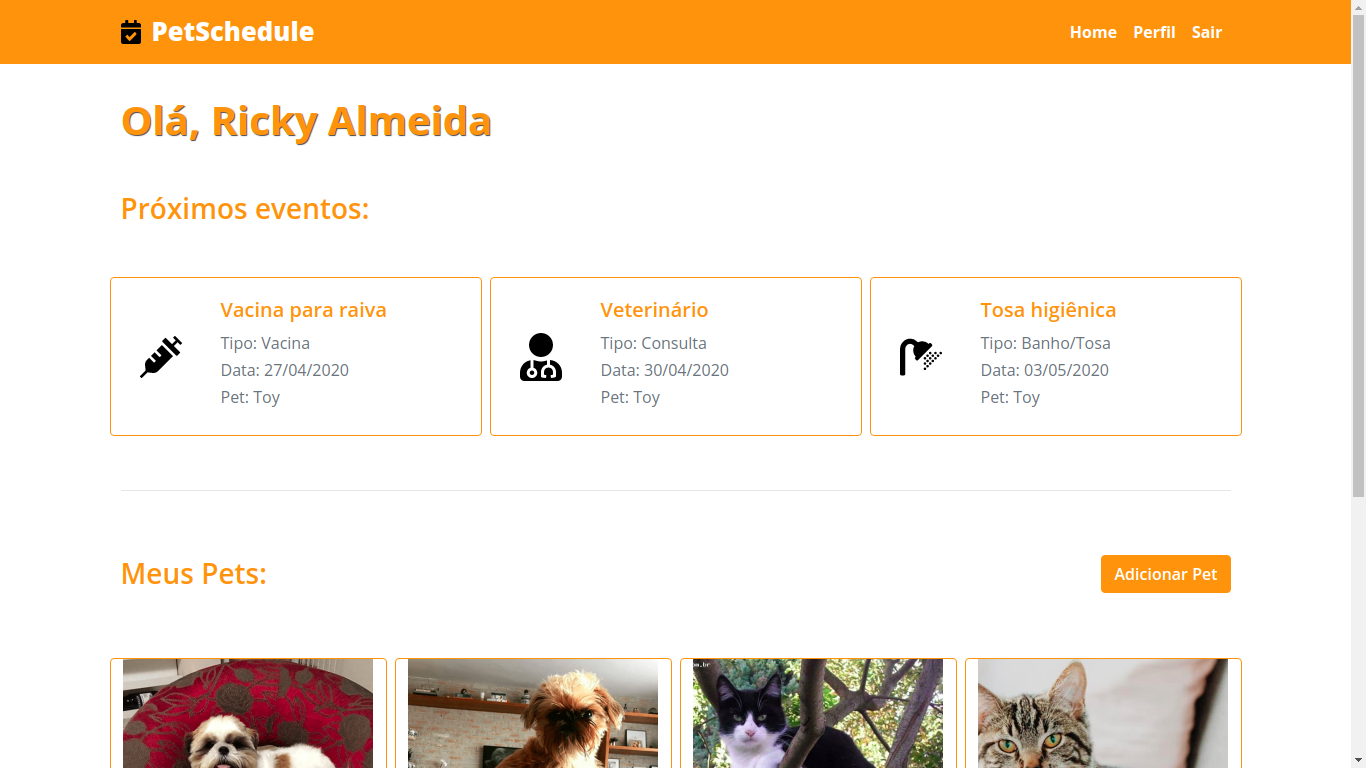 PetSchedule
Home Perfil Sair
Olá, Ricky Almeida
Próximos eventos:
Vacina para raiva
Tipo: Vacina
Data: 27/04/2020
Pet: Toy
Veterinário
Tipo: Consulta
Data: 30/04/2020
Pet: Toy
Tosa higiênica
Tipo: Banho/Tosa
Data: 03/05/2020
Pet: Toy
Meus Pets:
Adicionar Pet